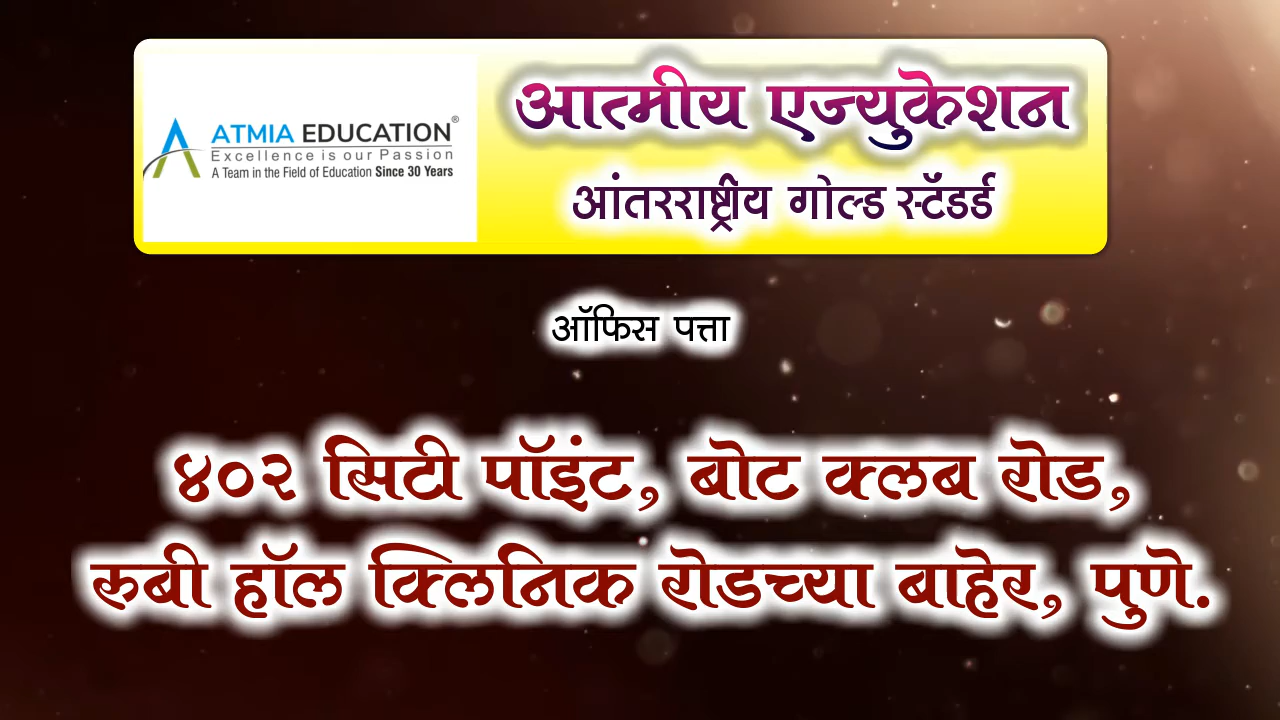 ATMIA EDUCATION®
Excellence is our Passion
A Team in the Field of Education Since 30 Years
आत्मीय एज्युकेशन
आंतरराष्ट्रीय गोल्ड स्टँडर्ड
ऑफिस पत्ता
४०२ सिटी पॉइंट, बोट क्लब रोड,
रुबी हॉल क्लिनिक रोडच्या बाहेर, पुणे.